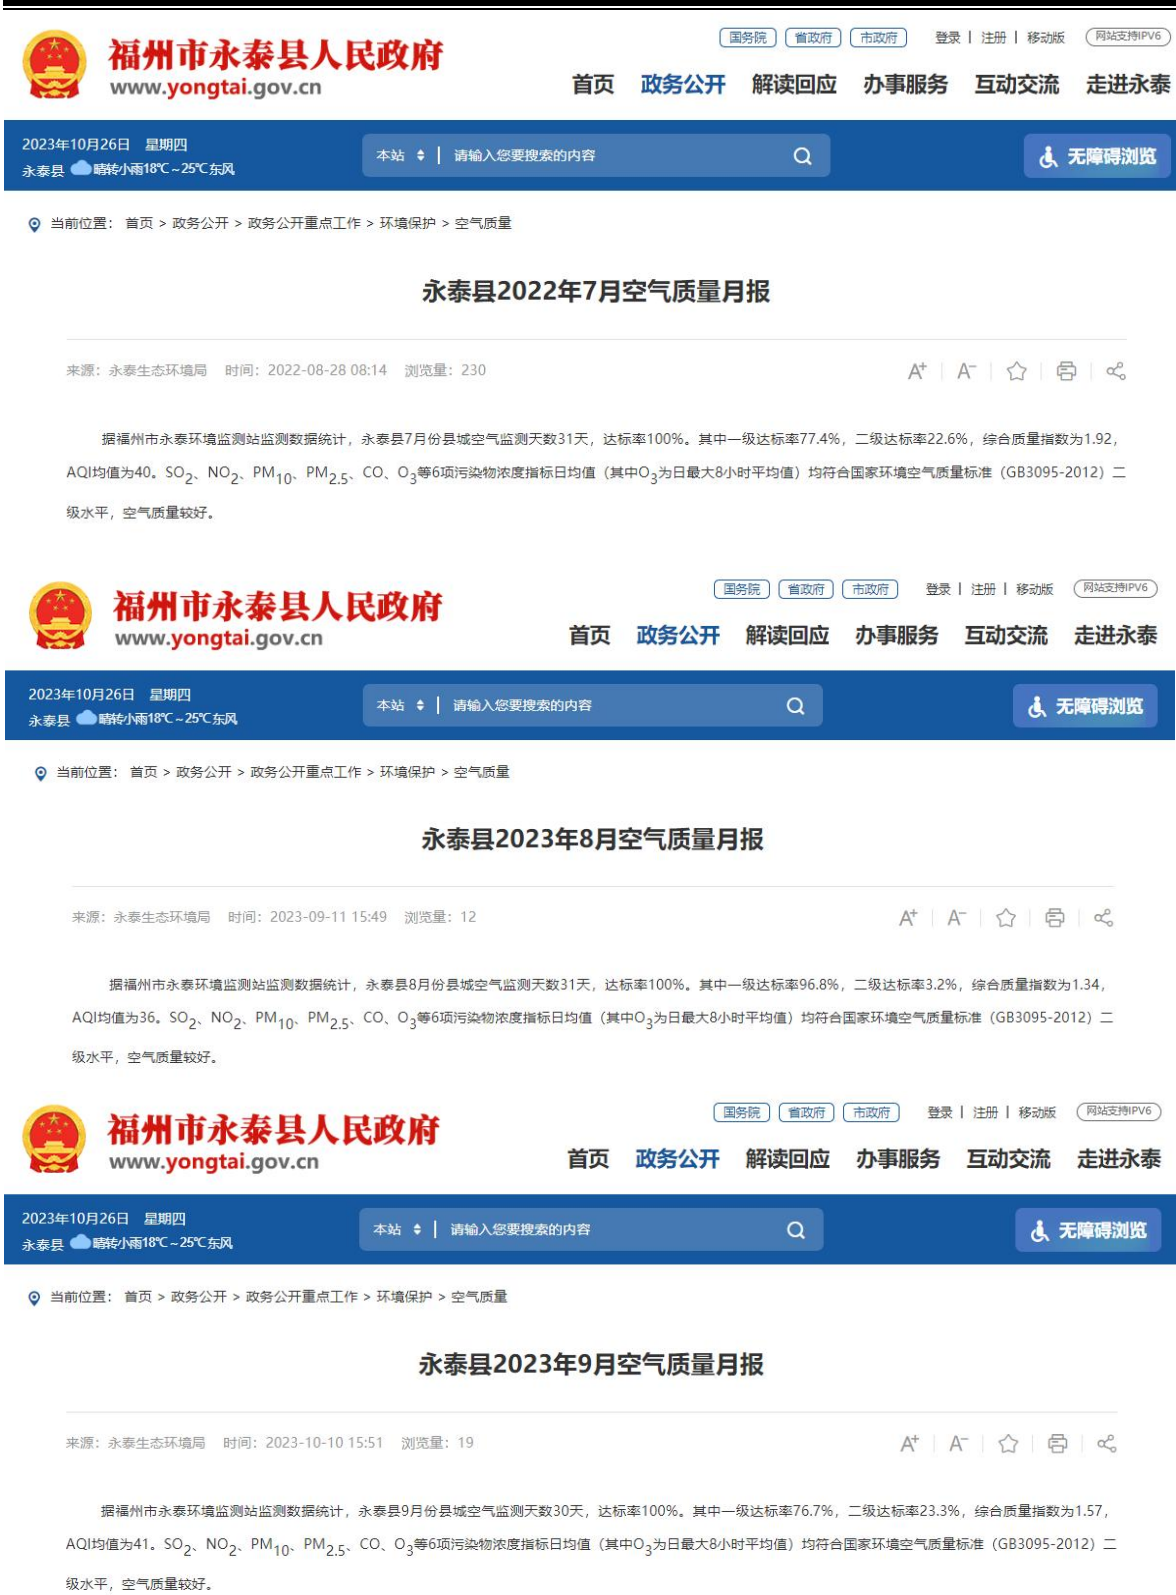 国务院 省政府 市政府 登录 | 注册 | 移动版 网站支持IPV6
福州市永泰县人民政府
www.yongtai.gov.cn
首页 政务公开 解读回应 办事服务 互动交流 走进永泰
2023年10月26日 星期四
永泰县 晴转小雨18℃~25℃东风
本站 请输入您要搜索的内容
无障碍浏览
当前位置： 首页 > 政务公开 > 政务公开重点工作 > 环境保护 > 空气质量
永泰县2022年7月空气质量月报
来源：永泰生态环境局 时间：2022-08-28 08:14 浏览量：230
A+ A-
据福州市永泰环境监测站监测数据统计，永泰县7月份县城空气监测天数31天，达标率100%。其中一级达标率77.4%，二级达标率22.6%，综合质量指数为1.92，
AQI均值为40。SO2、NO2、PM10、PM2.5、CO、O3等6项污染物浓度指标日均值（其中O3为日最大8小时平均值）均符合国家环境空气质量标准（GB3095-2012）二
级水平，空气质量较好。
国务院 省政府 市政府 登录 | 注册 | 移动版 网站支持IPV6
福州市永泰县人民政府
www.yongtai.gov.cn
首页 政务公开 解读回应 办事服务 互动交流 走进永泰
2023年10月26日 星期四
永泰县 晴转小雨18℃~25℃东风
本站 请输入您要搜索的内容
无障碍浏览
当前位置： 首页 > 政务公开 > 政务公开重点工作 > 环境保护 > 空气质量
永泰县2023年8月空气质量月报
来源：永泰生态环境局 时间：2023-09-11 15:49 浏览量：12
A+ A-
据福州市永泰环境监测站监测数据统计，永泰县8月份县城空气监测天数31天，达标率100%。其中一级达标率96.8%，二级达标率3.2%，综合质量指数为1.34，
AQI均值为36。SO2、NO2、PM10、PM2.5、CO、O3等6项污染物浓度指标日均值（其中O3为日最大8小时平均值）均符合国家环境空气质量标准（GB3095-2012）二
级水平，空气质量较好。
国务院 省政府 市政府 登录 | 注册 | 移动版 网站支持IPV6
福州市永泰县人民政府
www.yongtai.gov.cn
首页 政务公开 解读回应 办事服务 互动交流 走进永泰
2023年10月26日 星期四
永泰县 晴转小雨18℃~25℃东风
本站 请输入您要搜索的内容
无障碍浏览
当前位置： 首页 > 政务公开 > 政务公开重点工作 > 环境保护 > 空气质量
永泰县2023年9月空气质量月报
来源：永泰生态环境局 时间：2023-10-10 15:51 浏览量：19
A+ A-
据福州市永泰环境监测站监测数据统计，永泰县9月份县城空气监测天数30天，达标率100%。其中一级达标率76.7%，二级达标率23.3%，综合质量指数为1.57，
AQI均值为41。SO2、NO2、PM10、PM2.5、CO、O3等6项污染物浓度指标日均值（其中O3为日最大8小时平均值）均符合国家环境空气质量标准（GB3095-2012）二
级水平，空气质量较好。